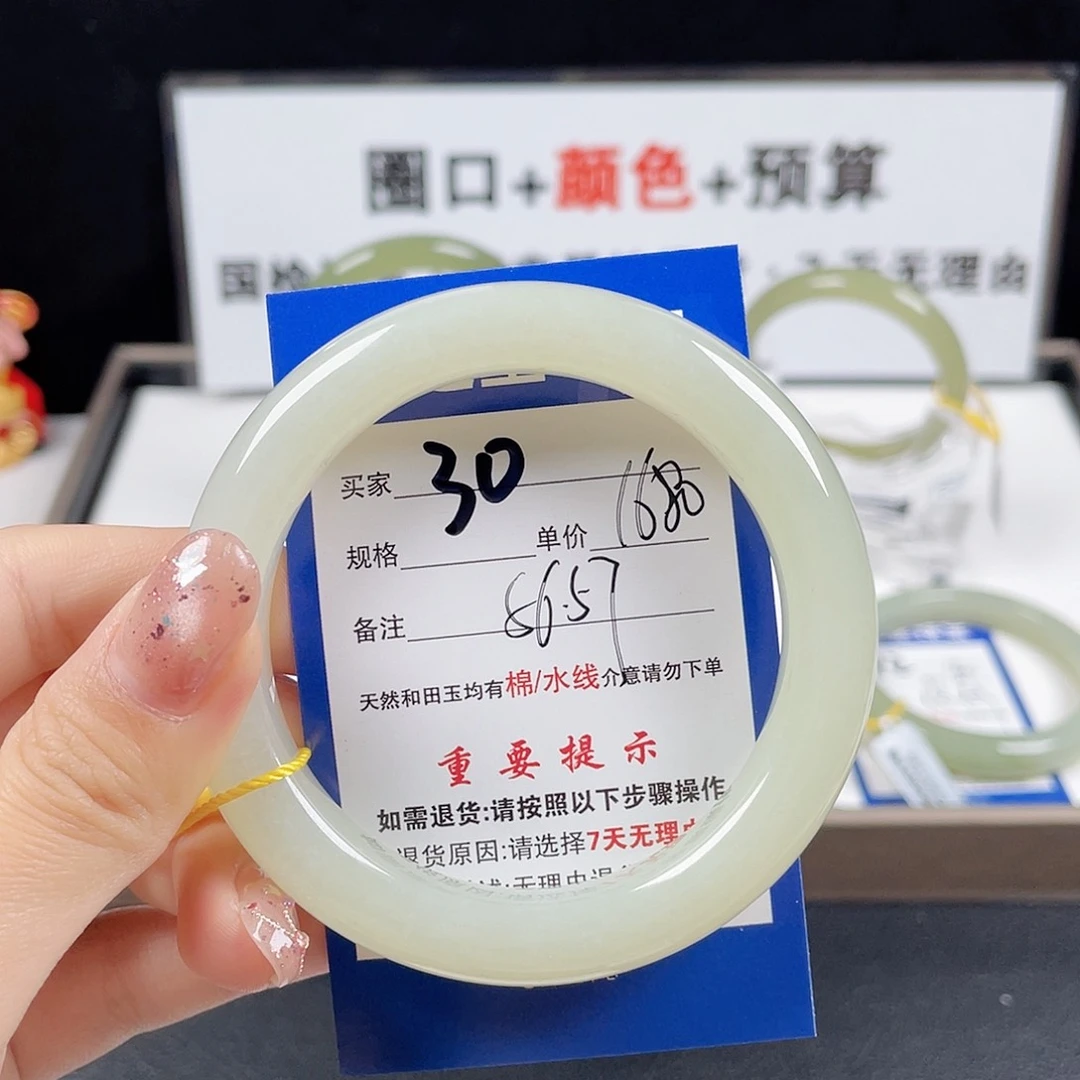 圈口+颜色+预算
国检
无理由
买家 30
规格 单价 1680
备注 56.57
天然和田玉均有棉/水线介意请勿下单
重要提示
如需退货:请按照以下步骤操作
退货原因:请选择7天无理由